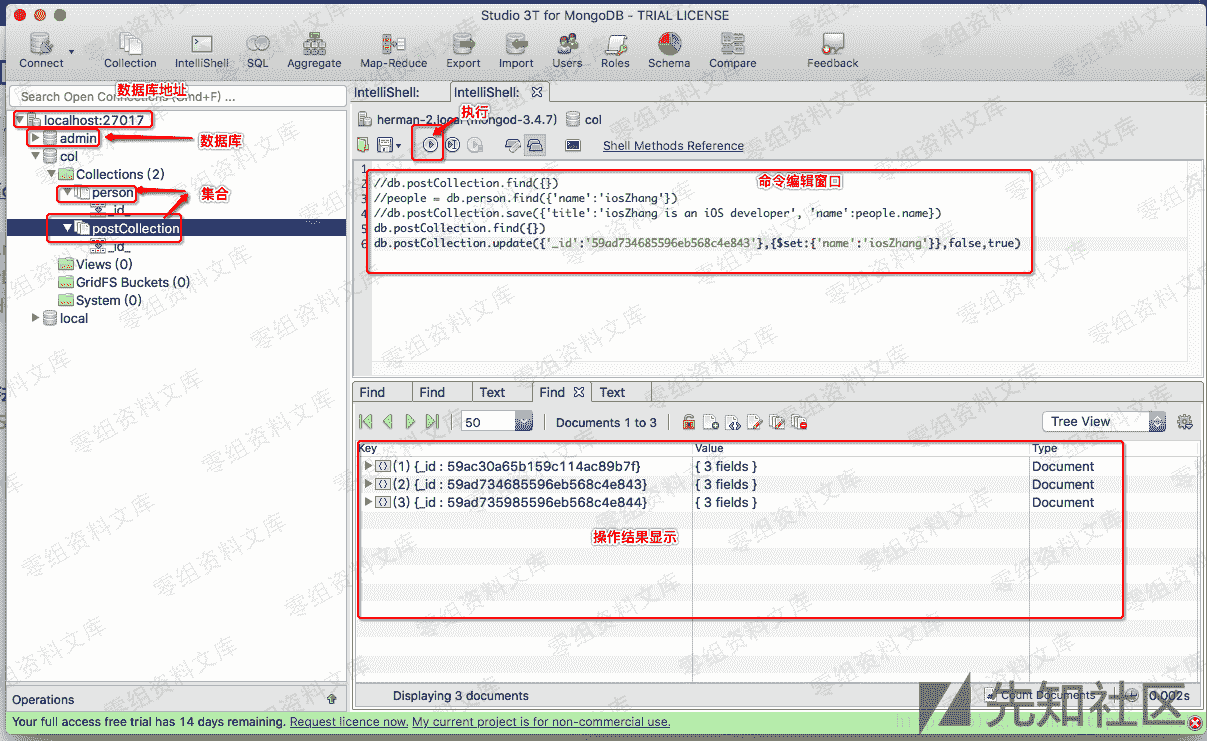 Studio 3T for MongoDB - TRIAL LICENSE
Connect Collection IntelliShell SQL Aggregate Map-Reduce Export Import Users Roles Schema Compare Feedback
Search Open Connections (Cmd+F) ...
数据库地址
IntelliShell: IntelliShell:
localhost:27017
herman-2.local (mongod-3.4.7) col
执行
admin
数据库
col
Shell Methods Reference
Collections (2)
person
集合
_id_
postCollection
_id_
Views (0)
GridFS Buckets (0)
System (0)
local
命令编辑窗口
1
2 //db.postCollection.find({})
3 //people = db.person.find({'name':'iosZhang'})
4 //db.postCollection.save({'title':'iosZhang is an iOS developer', 'name':people.name})
5 db.postCollection.find({})
6 db.postCollection.update({'_id':'59ad734685596eb568c4e843'},{$set:{'name':'iosZhang'}},false,true)
Find Find Text Find Text
50 Documents 1 to 3 Tree View
Key Value Type
(1) {_id : 59ac30a65b159c114ac89b7f} { 3 fields } Document
(2) {_id : 59ad734685596eb568c4e843} { 3 fields } Document
(3) {_id : 59ad735985596eb568c4e844} { 3 fields } Document
操作结果显示
Operations
Displaying 3 documents Count Documents 0.002s
Your full access free trial has 14 days remaining. Request licence now. My current project is for non-commercial use.
零组资料文库
先知社区